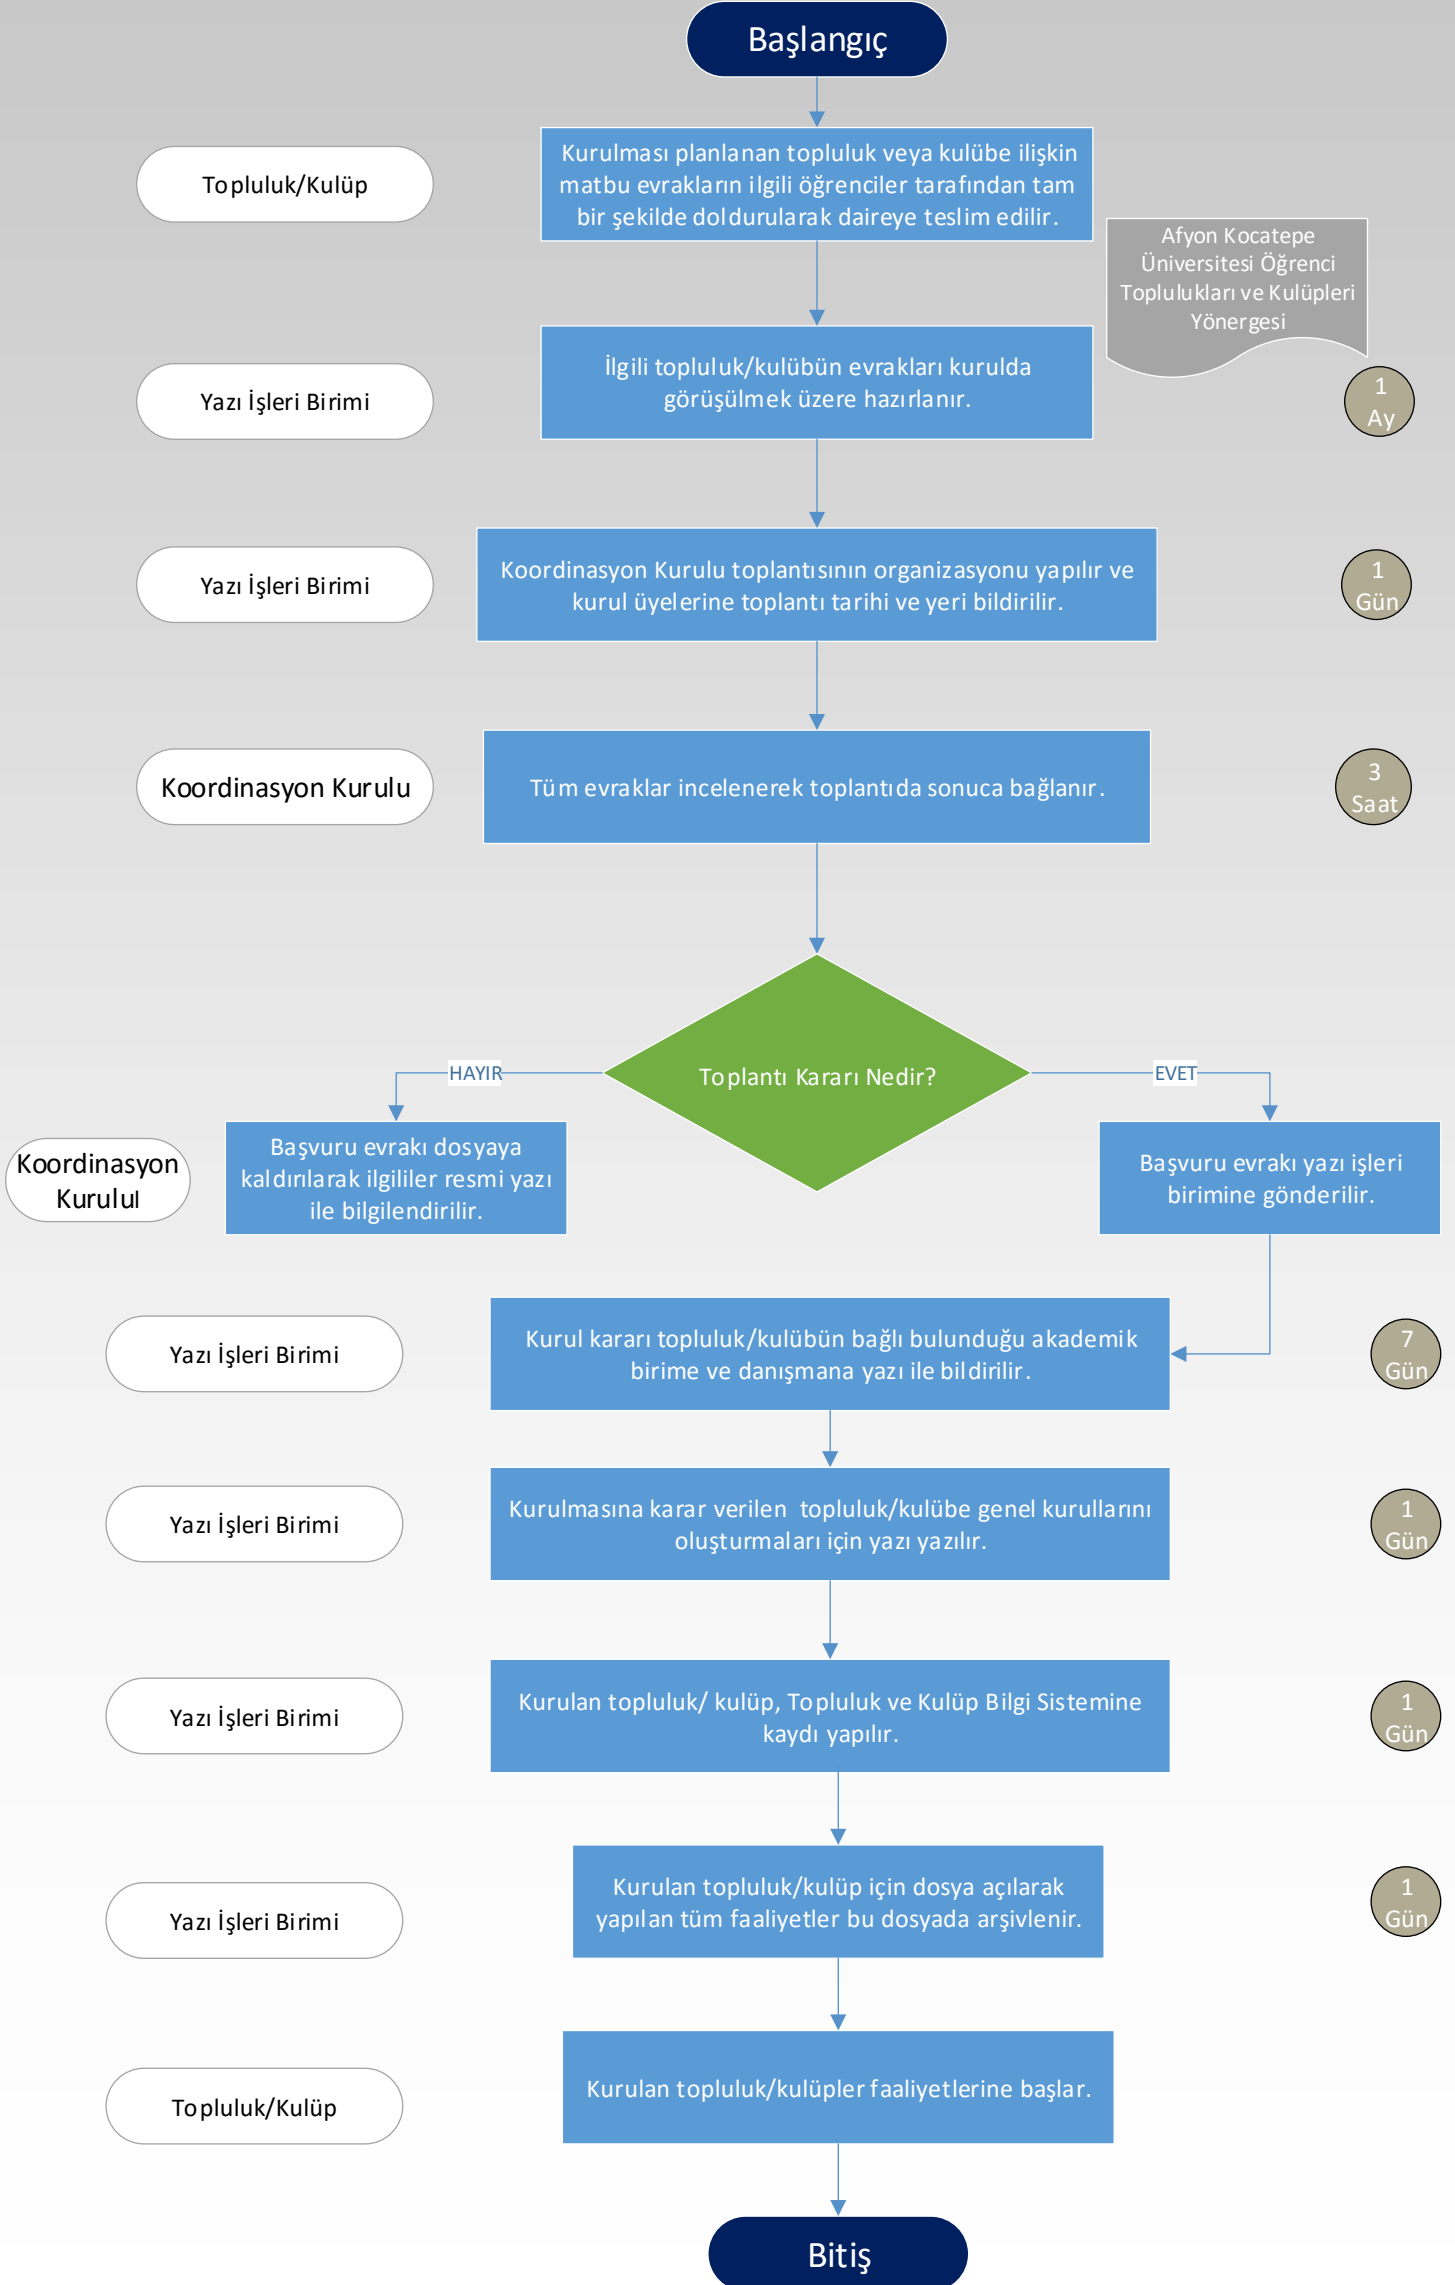 Başlangıç
Topluluk/Kulüp
Kurulması planlanan topluluk veya kulübe ilişkin
matbu evrakların ilgili öğrenciler tarafından tam
bir şekilde doldurularak daireye teslim edilir.
Afyon Kocatepe
Üniversitesi Öğrenci
Toplulukları ve Kulüpleri
Yönergesi
Yazı İşleri Birimi
İlgili topluluk/kulübün evrakları kurulda
görüşülmek üzere hazırlanır.
1
Ay
Yazı İşleri Birimi
Koordinasyon Kurulu toplantısının organizasyonu yapılır ve
kurul üyelerine toplantı tarihi ve yeri bildirilir.
1
Gün
Koordinasyon Kurulu
Tüm evraklar incelenerek toplantıda sonuca bağlanır.
3
Saat
Toplantı Kararı Nedir?
HAYIR
EVET
Koordinasyon
Kurulul
Başvuru evrakı dosyaya
kaldırılarak ilgililer resmi yazı
ile bilgilendirilir.
Başvuru evrakı yazı işleri
birimine gönderilir.
Yazı İşleri Birimi
Kurul kararı topluluk/kulübün bağlı bulunduğu akademik
birime ve danışmana yazı ile bildirilir.
7
Gün
Yazı İşleri Birimi
Kurulmasına karar verilen topluluk/kulübe genel kurullarını
oluşturmaları için yazı yazılır.
1
Gün
Yazı İşleri Birimi
Kurulan topluluk/ kulüp, Topluluk ve Kulüp Bilgi Sistemine
kaydı yapılır.
1
Gün
Yazı İşleri Birimi
Kurulan topluluk/kulüp için dosya açılarak
yapılan tüm faaliyetler bu dosyada arşivlenir.
1
Gün
Topluluk/Kulüp
Kurulan topluluk/kulüpler faaliyetlerine başlar.
Bitiş